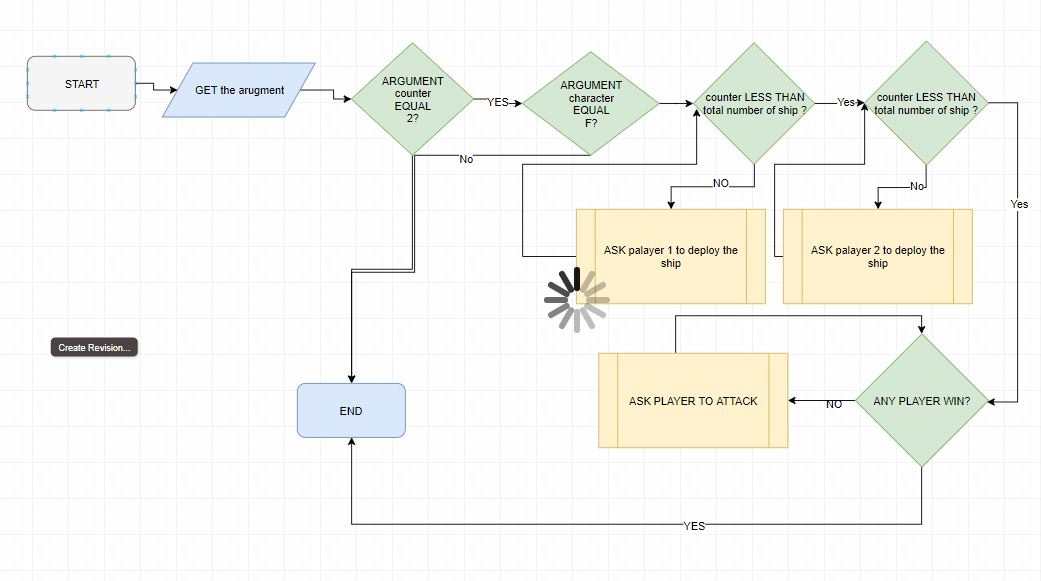 START
GET the arugment
ARGUMENT
counter
EQUAL
2?
YES
ARGUMENT
character
EQUAL
F?
counter LESS THAN
total number of ship ?
Yes
counter LESS THAN
total number of ship ?
No
NO
No
Yes
ASK palayer 1 to deploy the
ship
ASK palayer 2 to deploy the
ship
Create Revision...
END
ASK PLAYER TO ATTACK
NO
ANY PLAYER WIN?
YES